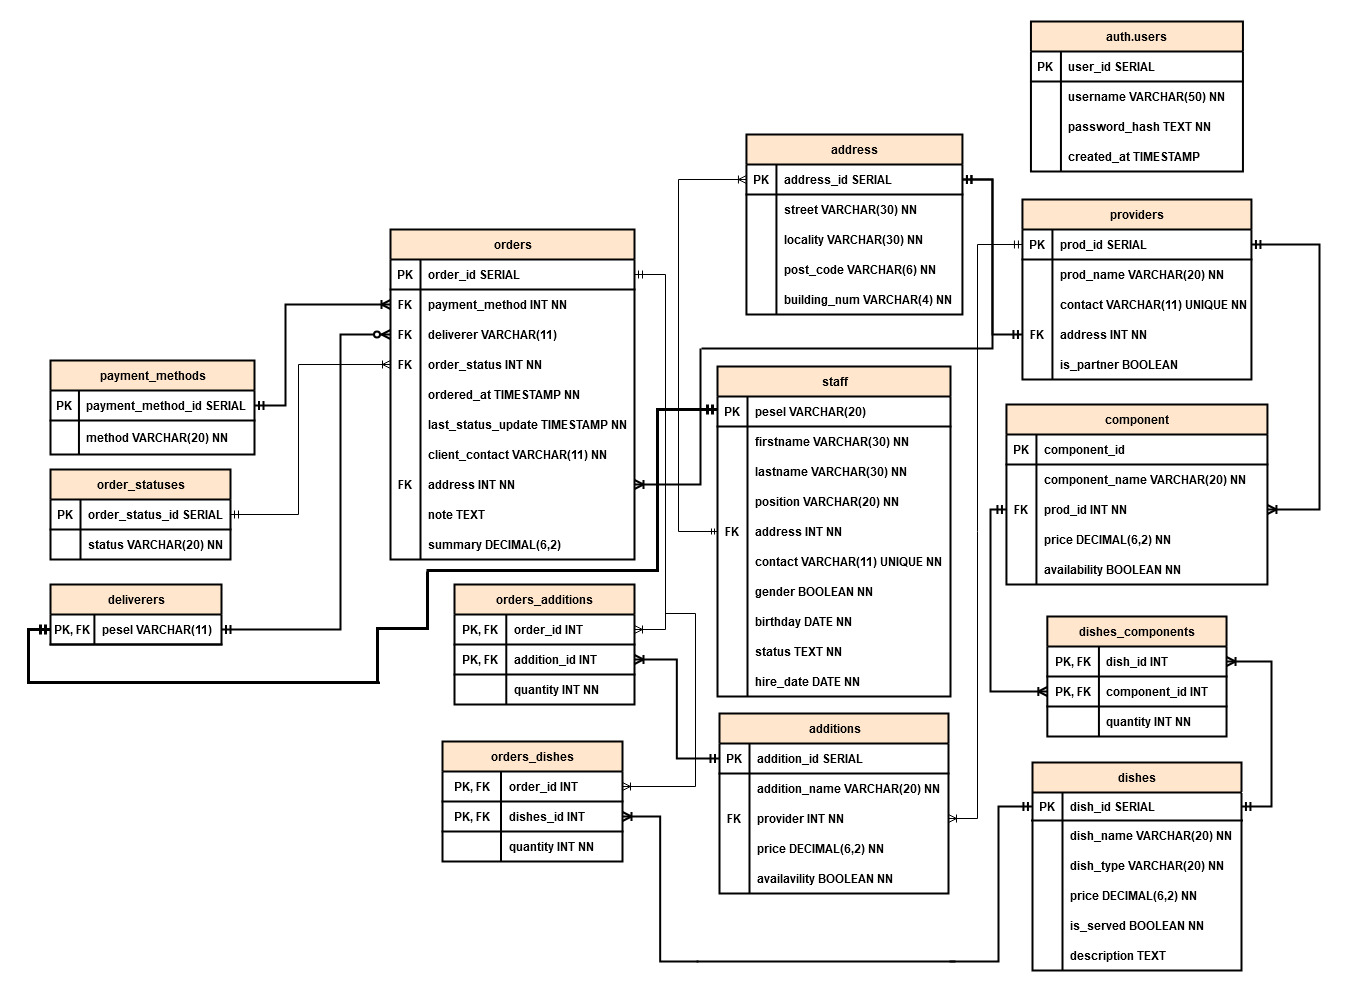 auth.users
PK user_id SERIAL
username VARCHAR(50) NN
password_hash TEXT NN
created_at TIMESTAMP
address
PK address_id SERIAL
street VARCHAR(30) NN
locality VARCHAR(30) NN
post_code VARCHAR(6) NN
building_num VARCHAR(4) NN
providers
PK prod_id SERIAL
prod_name VARCHAR(20) NN
contact VARCHAR(11) UNIQUE NN
FK address INT NN
is_partner BOOLEAN
orders
PK order_id SERIAL
FK payment_method INT NN
FK deliverer VARCHAR(11)
FK order_status INT NN
ordered_at TIMESTAMP NN
last_status_update TIMESTAMP NN
client_contact VARCHAR(11) NN
FK address INT NN
note TEXT
summary DECIMAL(6,2)
payment_methods
PK payment_method_id SERIAL
method VARCHAR(20) NN
order_statuses
PK order_status_id SERIAL
status VARCHAR(20) NN
deliverers
PK, FK pesel VARCHAR(11)
staff
PK pesel VARCHAR(20)
firstname VARCHAR(30) NN
lastname VARCHAR(30) NN
position VARCHAR(20) NN
FK address INT NN
contact VARCHAR(11) UNIQUE NN
gender BOOLEAN NN
birthday DATE NN
status TEXT NN
hire_date DATE NN
component
PK component_id
component_name VARCHAR(20) NN
FK prod_id INT NN
price DECIMAL(6,2) NN
availability BOOLEAN NN
orders_additions
PK, FK order_id INT
PK, FK addition_id INT
quantity INT NN
dishes_components
PK, FK dish_id INT
PK, FK component_id INT
quantity INT NN
orders_dishes
PK, FK order_id INT
PK, FK dishes_id INT
quantity INT NN
additions
PK addition_id SERIAL
addition_name VARCHAR(20) NN
FK provider INT NN
price DECIMAL(6,2) NN
availavility BOOLEAN NN
dishes
PK dish_id SERIAL
dish_name VARCHAR(20) NN
dish_type VARCHAR(20) NN
price DECIMAL(6,2) NN
is_served BOOLEAN NN
description TEXT